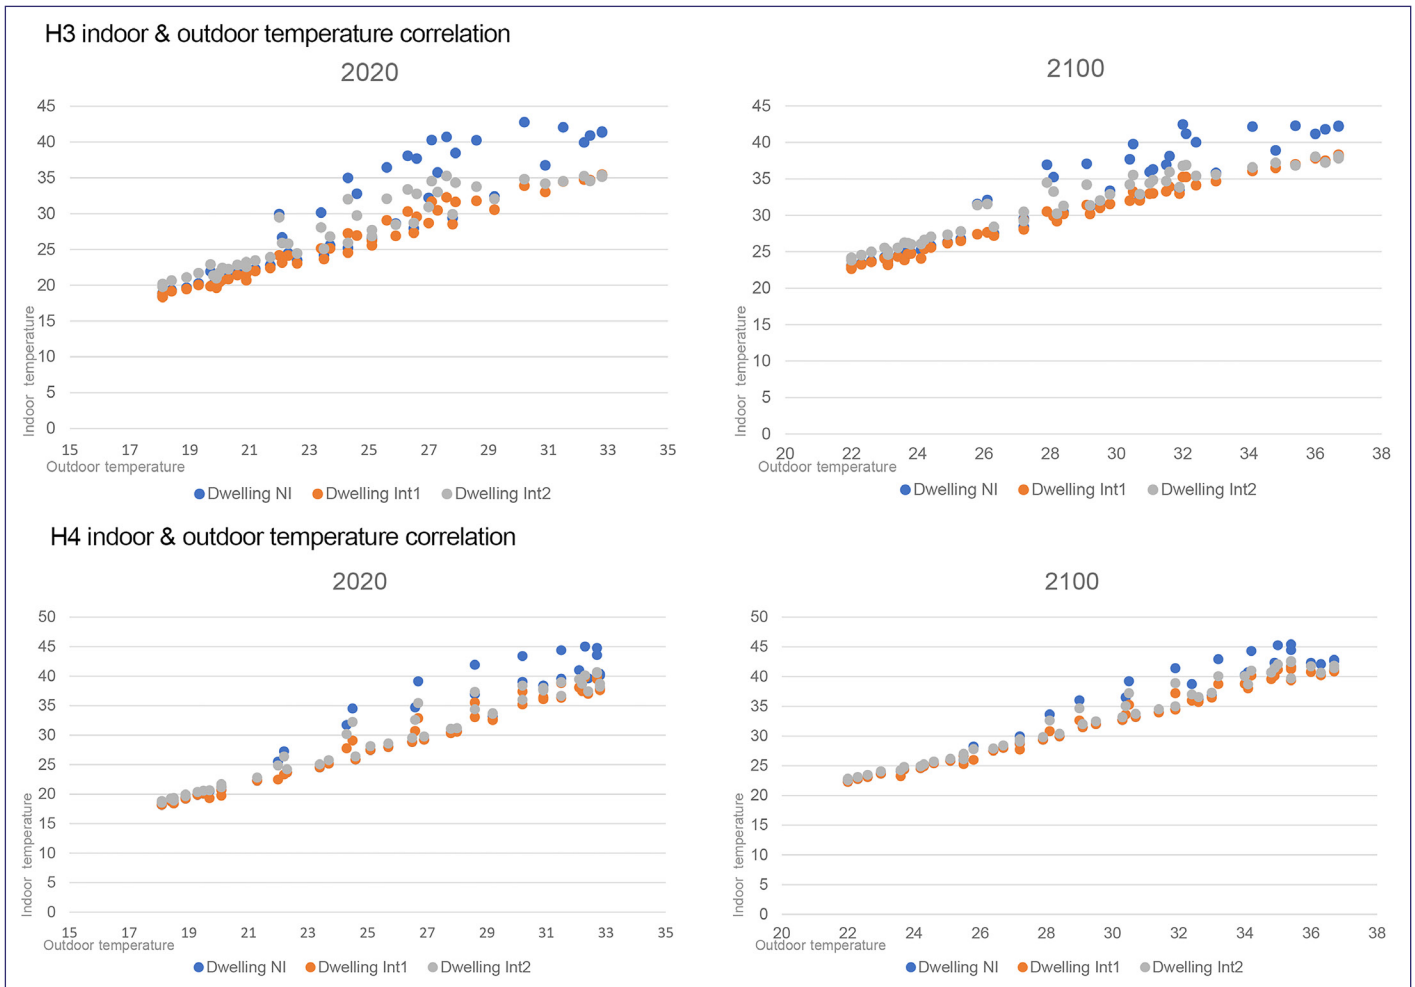 H3 indoor & outdoor temperature correlation
2020
45
40
35
30
25
20
15
10
5
0
Indoor temperature
15 17 19 21 23 25 27 29 31 33 35
Outdoor temperature
Dwelling NI Dwelling Int1 Dwelling Int2
2100
45
40
35
30
25
20
15
10
5
0
Indoor temperature
20 22 24 26 28 30 32 34 36 38
Outdoor temperature
Dwelling NI Dwelling Int1 Dwelling Int2
H4 indoor & outdoor temperature correlation
2020
50
45
40
35
30
25
20
15
10
5
0
Indoor temperature
15 17 19 21 23 25 27 29 31 33 35
Outdoor temperature
Dwelling NI Dwelling Int1 Dwelling Int2
2100
50
45
40
35
30
25
20
15
10
5
0
Indoor temperature
20 22 24 26 28 30 32 34 36 38
Outdoor temperature
Dwelling NI Dwelling Int1 Dwelling Int2